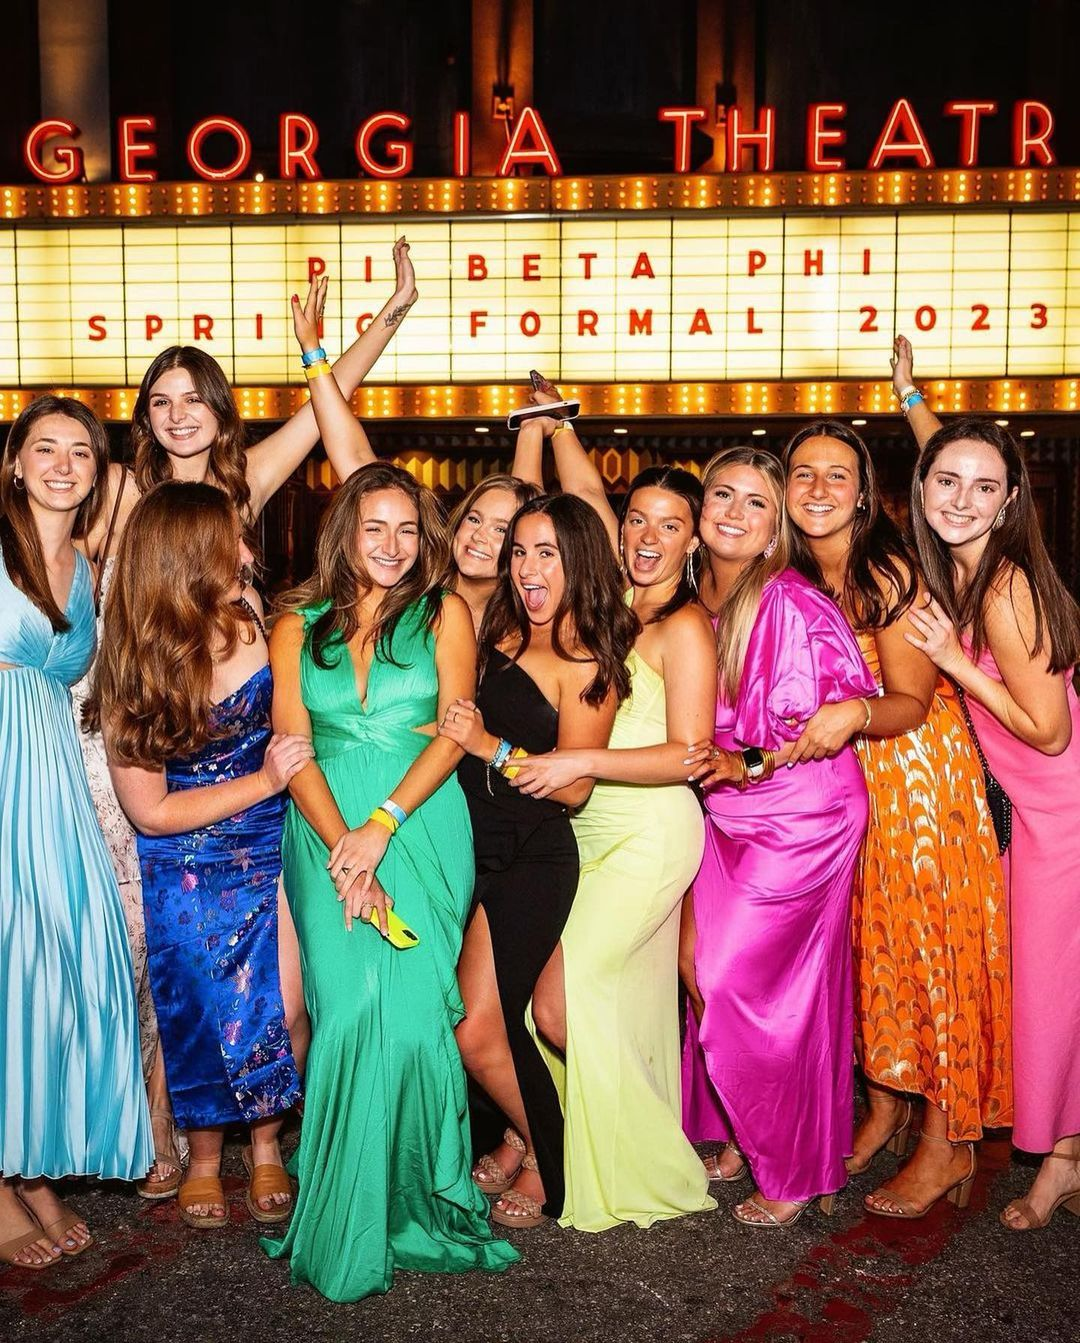 GEORGIA THEATR
PI BETA PHI
SPRING FORMAL 2023